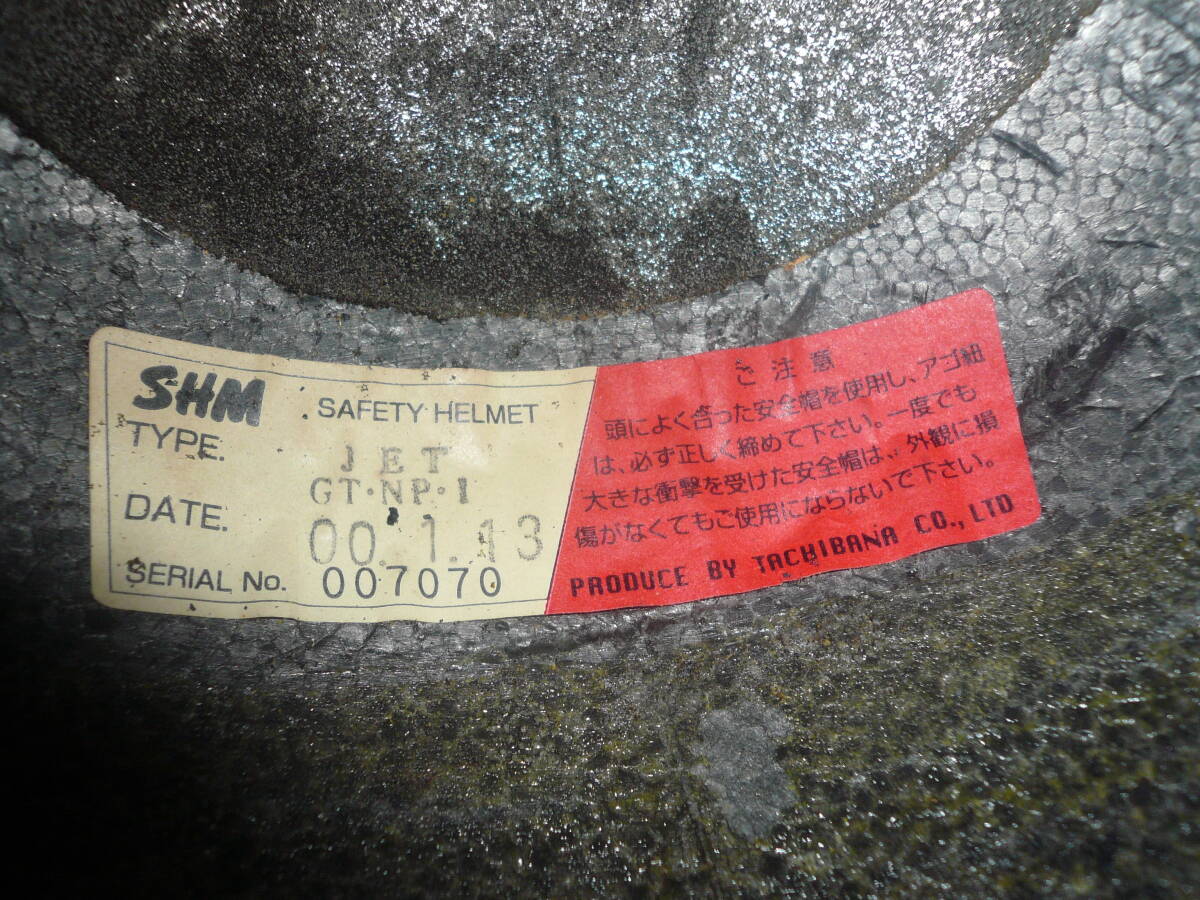 SHM SAFETY HELMET
TYPE. JET
GT·NP·I
DATE. 00.1.13
SERIAL No. 007070
ご注意
頭によく合った安全帽を使用し、アゴ紐
は、必ず正しく締めて下さい。一度でも
大きな衝撃を受けた安全帽は、外観に損
傷がなくてもご使用にならないで下さい。
PRODUCE BY TACHIBANA CO., LTD